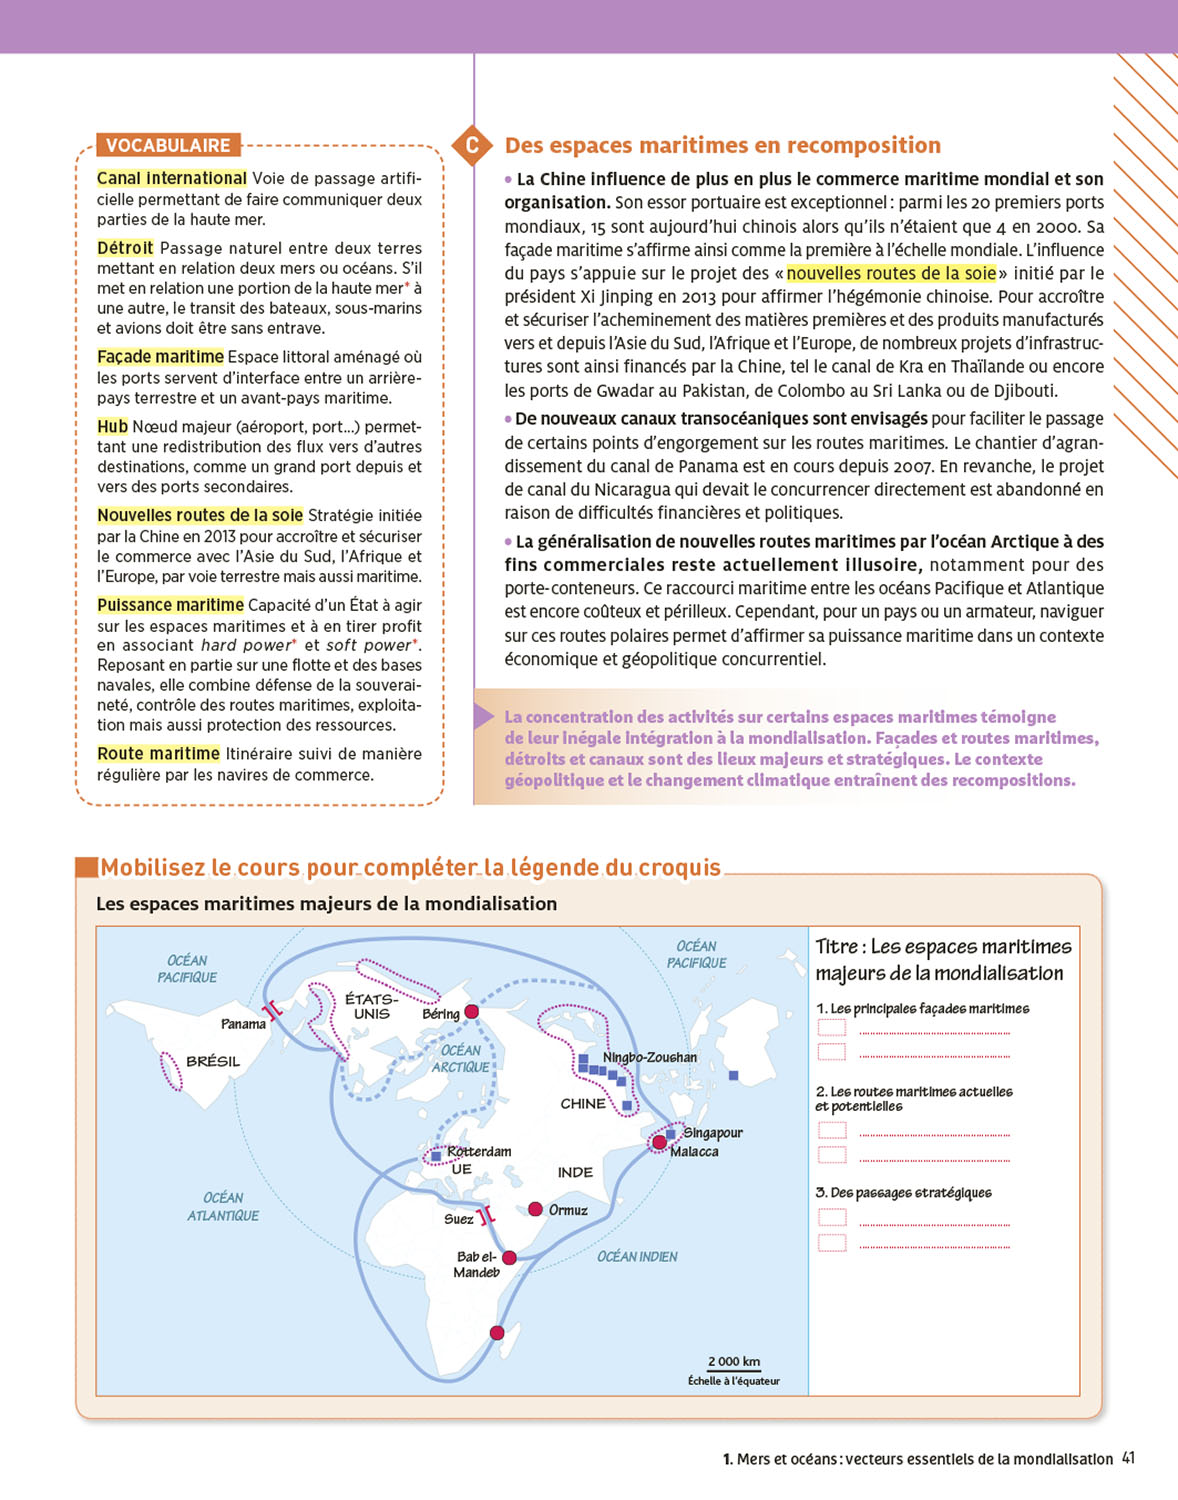 VOCABULAIRE
Canal international Voie de passage artifi-
cielle permettant de faire communiquer deux
parties de la haute mer.
Détroit Passage naturel entre deux terres
mettant en relation deux mers ou océans. S'il
met en relation une portion de la haute mer* à
une autre, le transit des bateaux, sous-marins
et avions doit être sans entrave.
Façade maritime Espace littoral aménagé où
les ports servent d'interface entre un arrière-
pays terrestre et un avant-pays maritime.
Hub Nœud majeur (aéroport, port...) permet-
tant une redistribution des flux vers d'autres
destinations, comme un grand port depuis et
vers des ports secondaires.
Nouvelles routes de la soie Stratégie initiée
par la Chine en 2013 pour accroître et sécuriser
le commerce avec l'Asie du Sud, l'Afrique et
l'Europe, par voie terrestre mais aussi maritime.
Puissance maritime Capacité d'un État à agir
sur les espaces maritimes et à en tirer profit
en associant hard power* et soft power*.
Reposant en partie sur une flotte et des bases
navales, elle combine défense de la souverai-
neté, contrôle des routes maritimes, exploita-
tion mais aussi protection des ressources.
Route maritime Itinéraire suivi de manière
régulière par les navires de commerce.
C Des espaces maritimes en recomposition
• La Chine influence de plus en plus le commerce maritime mondial et son
organisation. Son essor portuaire est exceptionnel : parmi les 20 premiers ports
mondiaux, 15 sont aujourd'hui chinois alors qu'ils n'étaient que 4 en 2000. Sa
façade maritime s'affirme ainsi comme la première à l'échelle mondiale. L'influence
du pays s'appuie sur le projet des « nouvelles routes de la soie » initié par le
président Xi Jinping en 2013 pour affirmer l'hégémonie chinoise. Pour accroître
et sécuriser l'acheminement des matières premières et des produits manufacturés
vers et depuis l'Asie du Sud, l'Afrique et l'Europe, de nombreux projets d'infrastruc-
tures sont ainsi financés par la Chine, tel le canal de Kra en Thaïlande ou encore
les ports de Gwadar au Pakistan, de Colombo au Sri Lanka ou de Djibouti.
• De nouveaux canaux transocéaniques sont envisagés pour faciliter le passage
de certains points d'engorgement sur les routes maritimes. Le chantier d'agran-
dissement du canal de Panama est en cours depuis 2007. En revanche, le projet
de canal du Nicaragua qui devait le concurrencer directement est abandonné en
raison de difficultés financières et politiques.
• La généralisation de nouvelles routes maritimes par l'océan Arctique à des
fins commerciales reste actuellement illusoire, notamment pour des
porte-conteneurs. Ce raccourci maritime entre les océans Pacifique et Atlantique
est encore coûteux et périlleux. Cependant, pour un pays ou un armateur, naviguer
sur ces routes polaires permet d'affirmer sa puissance maritime dans un contexte
économique et géopolitique concurrentiel.
La concentration des activités sur certains espaces maritimes témoigne
de leur inégale intégration à la mondialisation. Façades et routes maritimes,
détroits et canaux sont des lieux majeurs et stratégiques. Le contexte
géopolitique et le changement climatique entraînent des recompositions.
Mobilisez le cours pour compléter la légende du croquis
Les espaces maritimes majeurs de la mondialisation
OCÉAN
PACIFIQUE
OCÉAN
PACIFIQUE
ÉTATS-
UNIS
Béring
Panama
BRÉSIL
OCÉAN
ARCTIQUE
Ningbo-Zoushan
CHINE
Singapour
Malacca
Rotterdam
UE
INDE
OCÉAN
ATLANTIQUE
Suez
Ormuz
Bab el-
Mandeb
OCÉAN INDIEN
2 000 km
Échelle à l'équateur
Titre : Les espaces maritimes
majeurs de la mondialisation
1. Les principales façades maritimes
2. Les routes maritimes actuelles
et potentielles
3. Des passages stratégiques
1. Mers et océans : vecteurs essentiels de la mondialisation 41